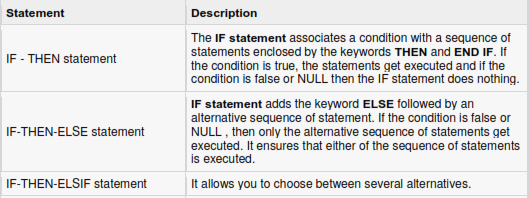 Statement Description
IF - THEN statement
The IF statement associates a condition with a sequence of
statements enclosed by the keywords THEN and END IF. If
the condition is true, the statements get executed and if the
condition is false or NULL then the IF statement does nothing.
IF-THEN-ELSE statement
IF statement adds the keyword ELSE followed by an
alternative sequence of statement. If the condition is false or
NULL , then only the alternative sequence of statements get
executed. It ensures that either of the sequence of statements
is executed.
IF-THEN-ELSIF statement It allows you to choose between several alternatives.